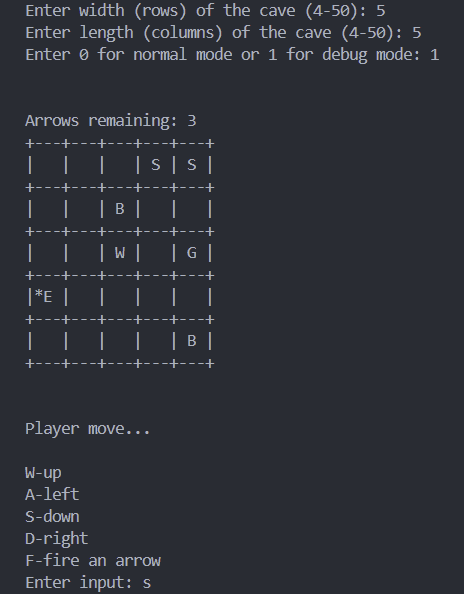 Enter width (rows) of the cave (4-50): 5
Enter length (columns) of the cave (4-50): 5
Enter 0 for normal mode or 1 for debug mode: 1
Arrows remaining: 3
+---+---+---+---+---+
|   |   |   | S | S |
+---+---+---+---+---+
|   |   | B |   |   |
+---+---+---+---+---+
|   |   | W |   | G |
+---+---+---+---+---+
|*E |   |   |   |   |
+---+---+---+---+---+
|   |   |   |   | B |
+---+---+---+---+---+
Player move...
W-up
A-left
S-down
D-right
F-fire an arrow
Enter input: s